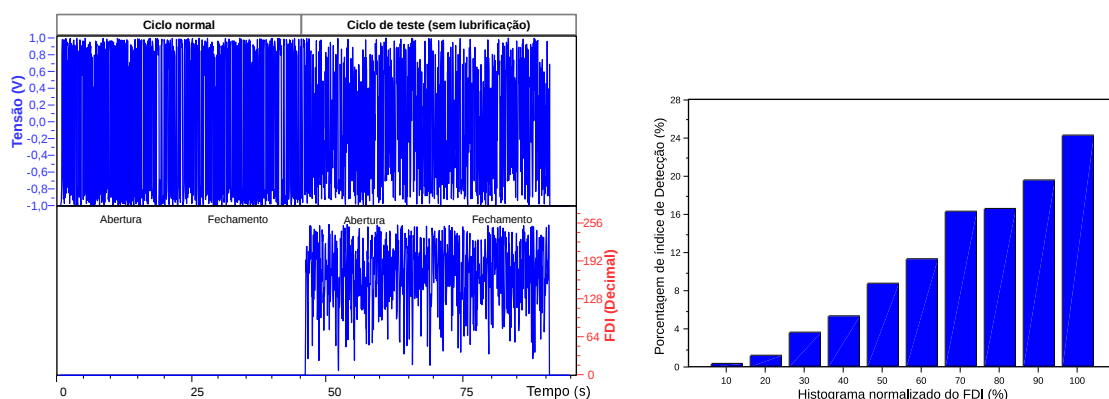 Ciclo normal
Ciclo de teste (sem lubrificação)
Tensão (V)
1,0
0,8
0,6
0,4
0,2
0,0
-0,2
-0,4
-0,6
-0,8
-1,0
Abertura
Fechamento
Abertura
Fechamento
256
192
128
64
0
FDI (Decimal)
0
25
50
75
Tempo (s)
Porcentagem de índice de Detecção (%)
28
24
20
16
12
8
4
0
10 20 30 40 50 60 70 80 90 100
Histograma normalizado do FDI (%)